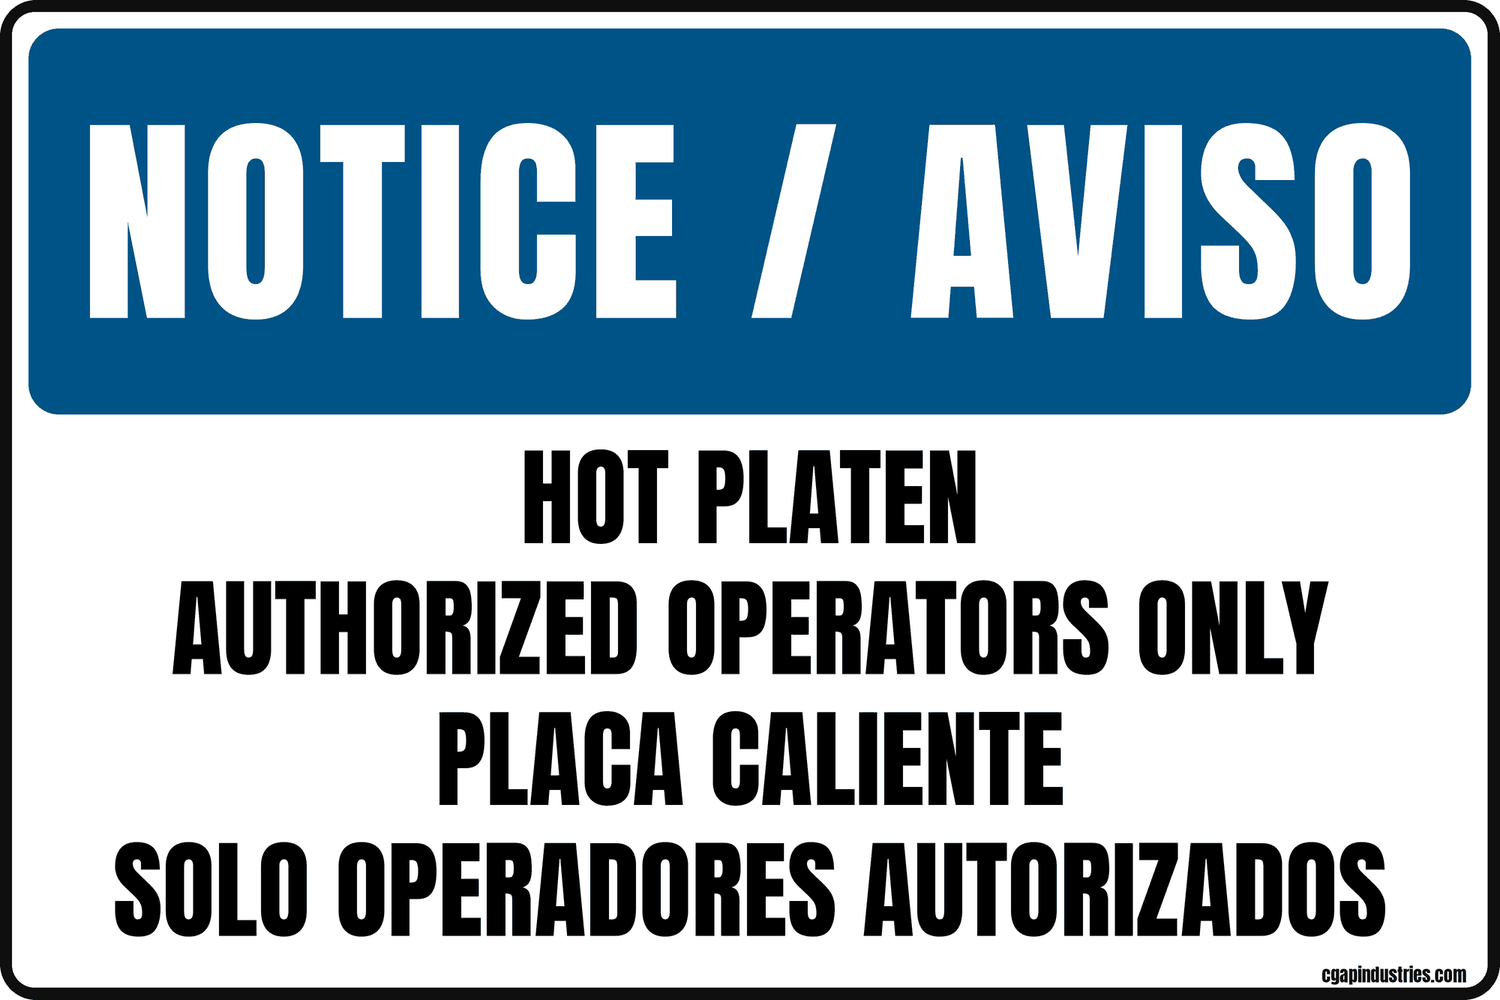 NOTICE / AVISO
HOT PLATEN
AUTHORIZED OPERATORS ONLY
PLACA CALIENTE
SOLO OPERADORES AUTORIZADOS
cgapindustries.com